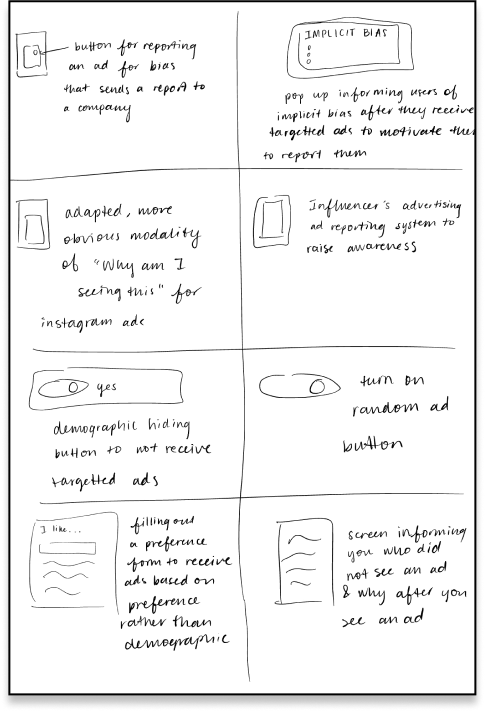 button for reporting
an ad for bias
that sends a report to
a company
IMPLICIT BIAS
pop up informing users of
implicit bias after they receive
targetted ads to motivate them
to report them
adapted, more
obvious modality
of "Why am I
seeing this" for
instagram ads
Influencer's advertising
ad reporting system to
raise awareness
yes
demographic hiding
button to not receive
targetted ads
turn on
random ad
button
I like...
filling out
a preference
form to receive
ads based on
preference
rather than
demographic
screen informing
you who did
not see an ad
& why after you
see an ad